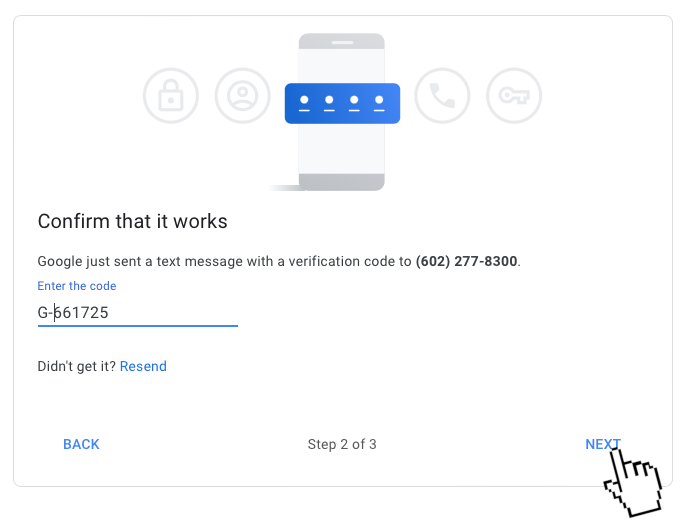 Confirm that it works
Google just sent a text message with a verification code to (602) 277-8300.
Enter the code
G-661725
Didn't get it? Resend
BACK Step 2 of 3 NEXT